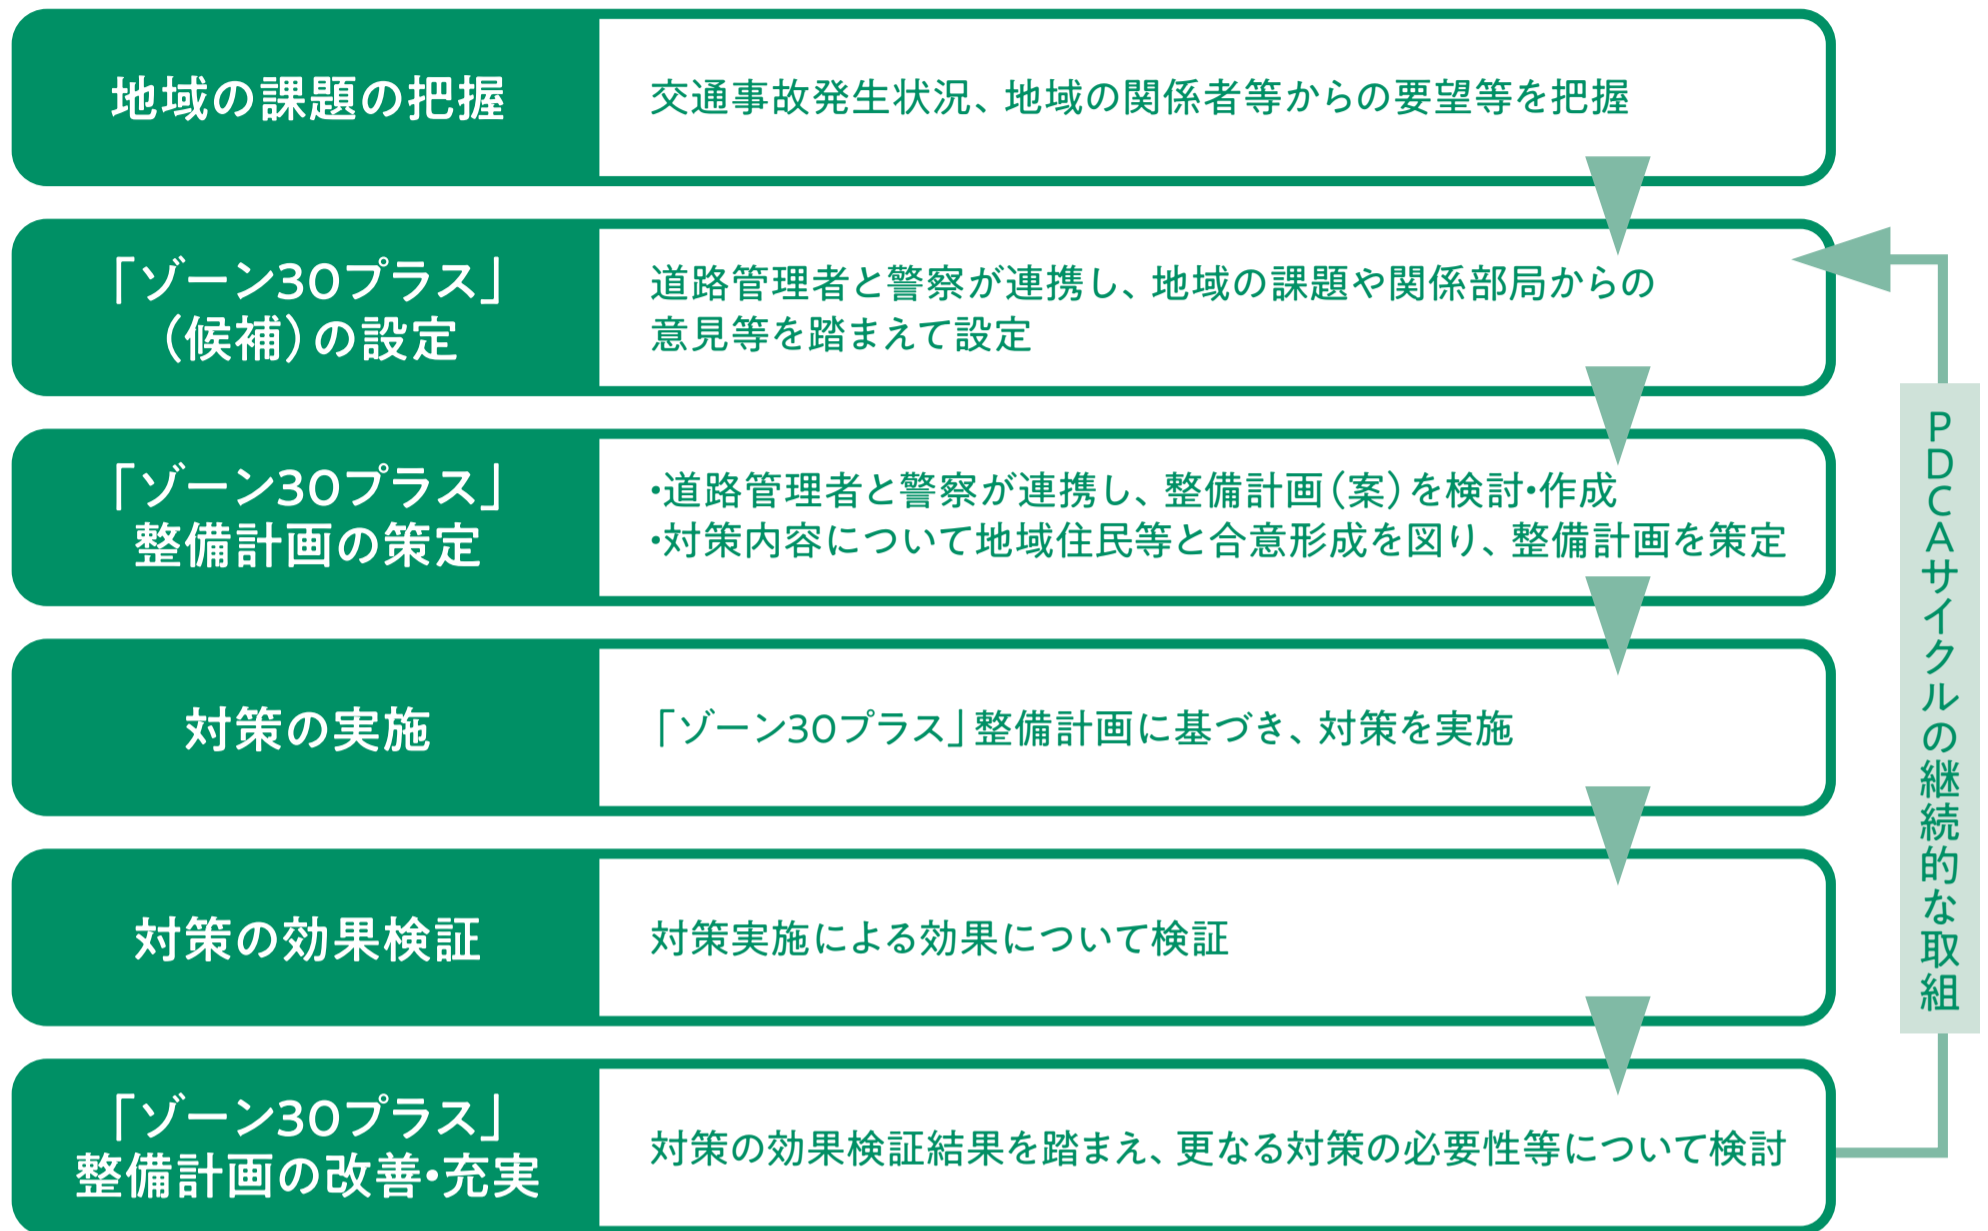 地域の課題の把握
交通事故発生状況、地域の関係者等からの要望等を把握
「ゾーン30プラス」
（候補）の設定
道路管理者と警察が連携し、地域の課題や関係部局からの
意見等を踏まえて設定
「ゾーン30プラス」
整備計画の策定
・道路管理者と警察が連携し、整備計画（案）を検討・作成
・対策内容について地域住民等と合意形成を図り、整備計画を策定
対策の実施
「ゾーン30プラス」整備計画に基づき、対策を実施
対策の効果検証
対策実施による効果について検証
「ゾーン30プラス」
整備計画の改善・充実
対策の効果検証結果を踏まえ、更なる対策の必要性等について検討
PDCAサイクルの継続的な取組